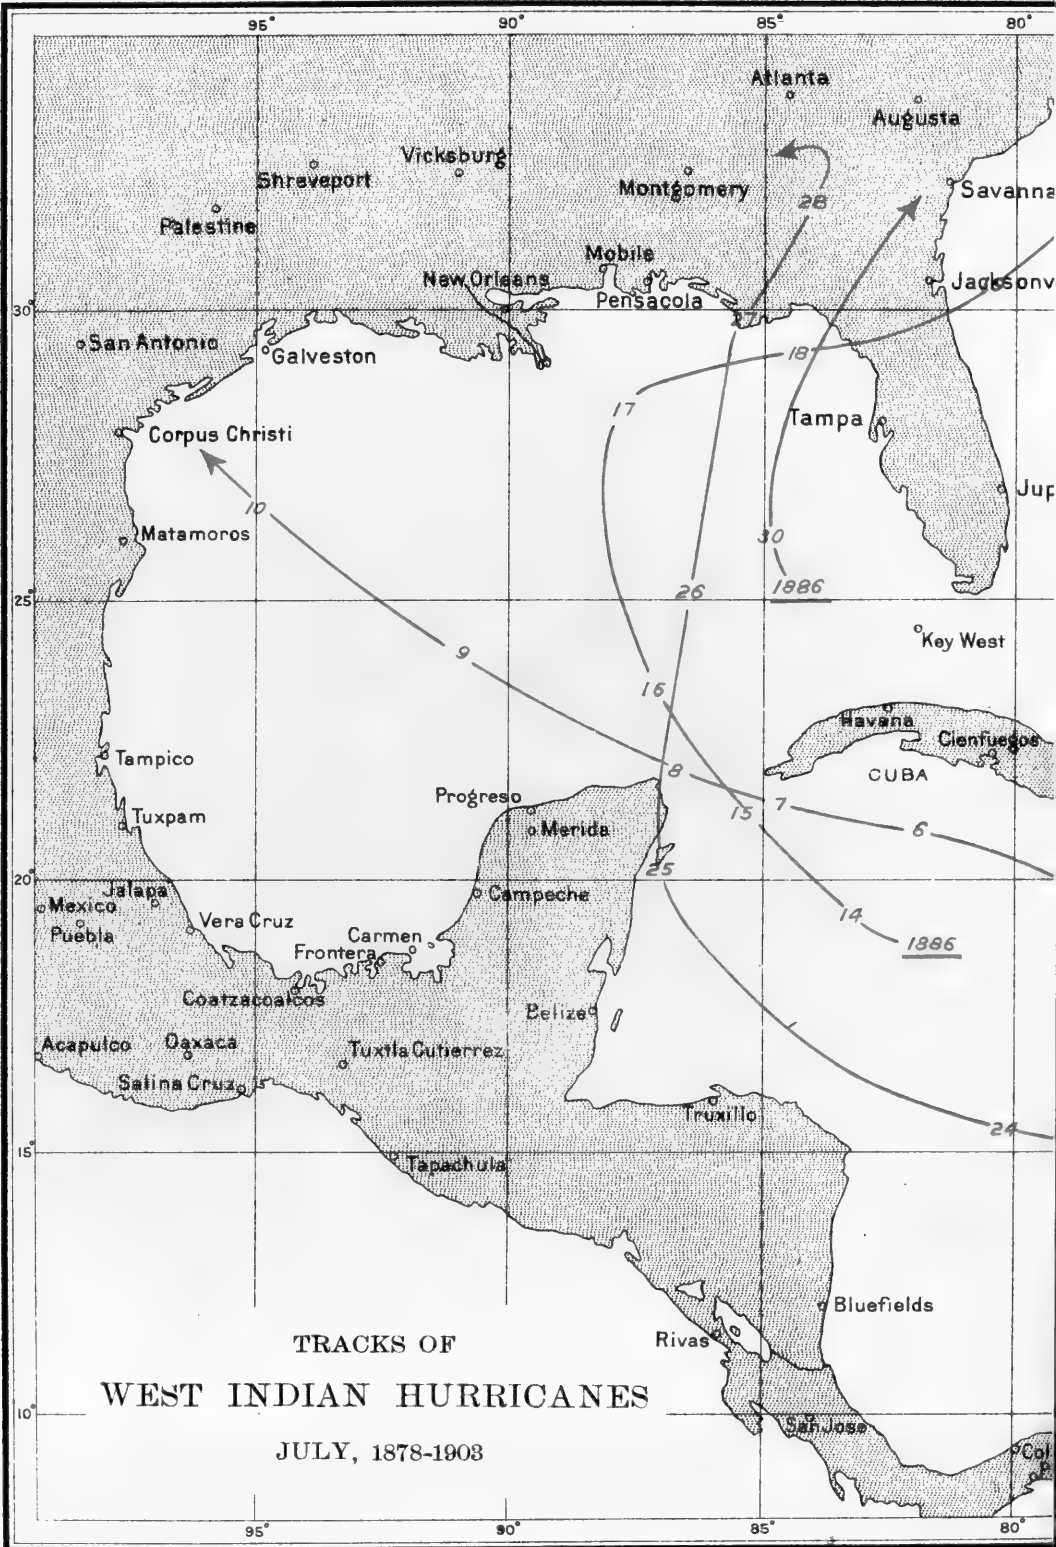 95° 90° 85° 80°
Atlanta
Augusta
Vicksburg
Shreveport
Montgomery
Savanna
28
Palestine
Mobile
New Orleans
Jacksonv
Pensacola
30°
27
San Antonio
Galveston
18
17
Tampa
Corpus Christi
Jup
10
Matamoros
30
26
1886
25°
Key West
9
16
Havana
Cienfuegos
Tampico
8
CUBA
Progreso
7
Tuxpam
15
6
Merida
25
20°
Jalapa
Campeche
Mexico
14
Vera Cruz
Puebla
Carmen
1886
Frontera
Coatzacoalcos
Belize
Acapulco
Oaxaca
Tuxtla Gutierrez
Salina Cruz
Truxillo
24
15°
Tapachula
Bluefields
Rivas
TRACKS OF
WEST INDIAN HURRICANES
JULY, 1878-1903
10°
San Jose
Col
P
95° 90° 85° 80°